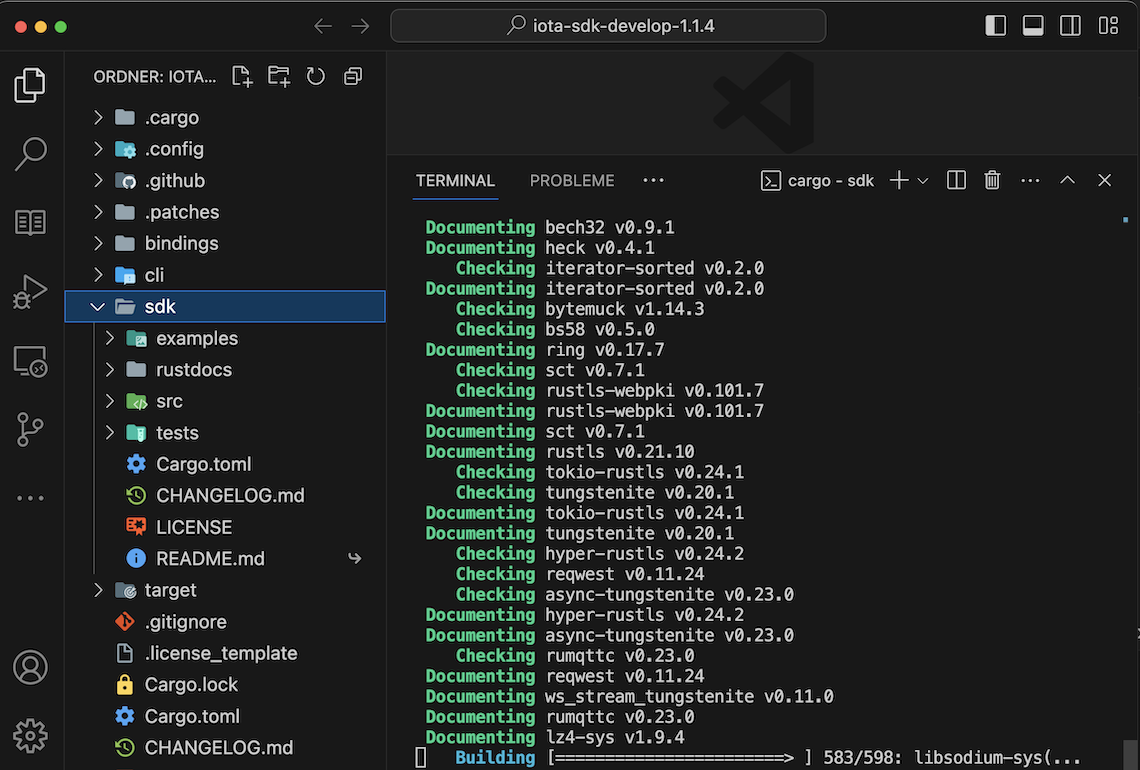 iota-sdk-develop-1.1.4
ORDNER: IOTA...
.cargo
.config
.github
.patches
bindings
cli
sdk
examples
rustdocs
src
tests
Cargo.toml
CHANGELOG.md
LICENSE
README.md
target
.gitignore
.license_template
Cargo.lock
Cargo.toml
CHANGELOG.md
TERMINAL PROBLEME ... cargo - sdk
Documenting bech32 v0.9.1
Documenting heck v0.4.1
Checking iterator-sorted v0.2.0
Documenting iterator-sorted v0.2.0
Checking bytemuck v1.14.3
Checking bs58 v0.5.0
Documenting ring v0.17.7
Checking sct v0.7.1
Checking rustls-webpki v0.101.7
Documenting rustls-webpki v0.101.7
Documenting sct v0.7.1
Documenting rustls v0.21.10
Checking tokio-rustls v0.24.1
Checking tungstenite v0.20.1
Documenting tokio-rustls v0.24.1
Documenting tungstenite v0.20.1
Checking hyper-rustls v0.24.2
Checking reqwest v0.11.24
Checking async-tungstenite v0.23.0
Documenting hyper-rustls v0.24.2
Documenting async-tungstenite v0.23.0
Checking rumqttc v0.23.0
Documenting reqwest v0.11.24
Documenting ws_stream_tungstenite v0.11.0
Documenting rumqttc v0.23.0
Documenting lz4-sys v1.9.4
Building [=======================> ] 583/598: libsodium-sys(...